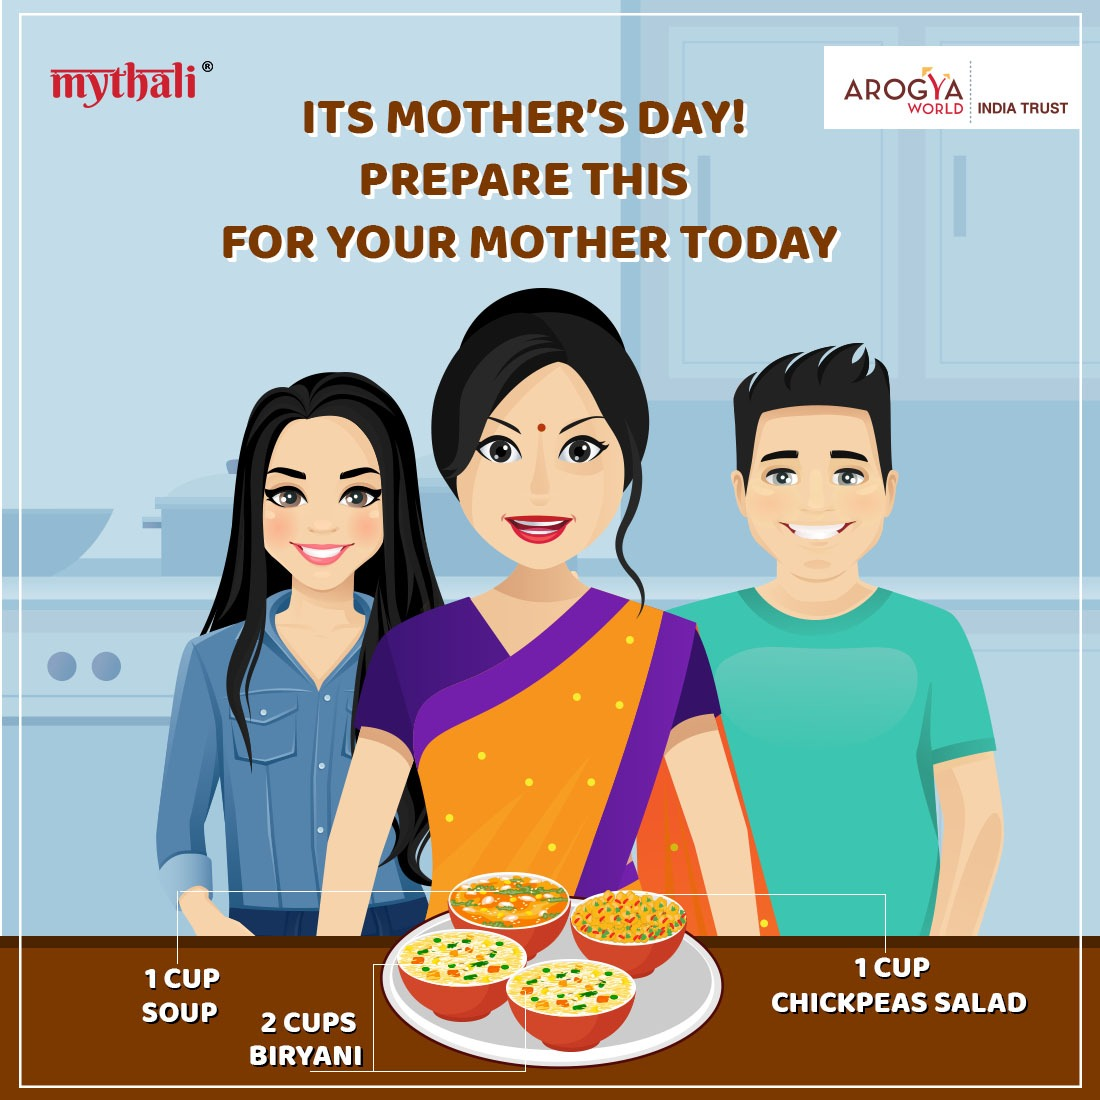 mythali®
AROGYA
WORLD
INDIA TRUST
ITS MOTHER'S DAY!
PREPARE THIS
FOR YOUR MOTHER TODAY
1 CUP
SOUP
2 CUPS
BIRYANI
1 CUP
CHICKPEAS SALAD